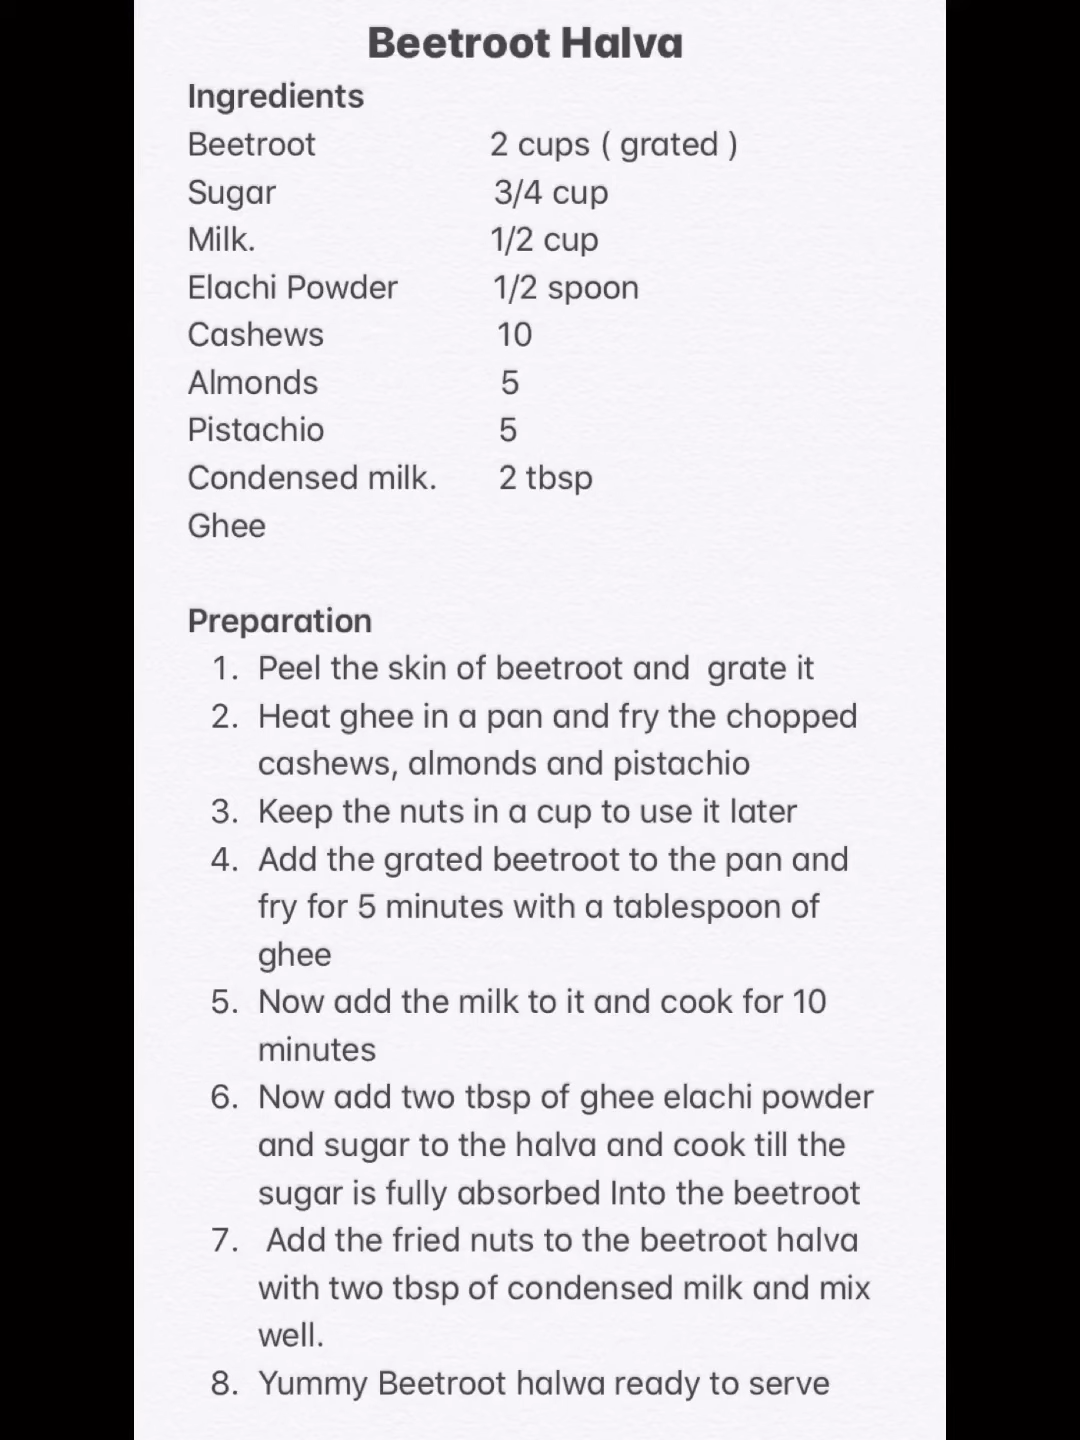 Beetroot Halva
Ingredients
Beetroot 2 cups ( grated )
Sugar 3/4 cup
Milk. 1/2 cup
Elachi Powder 1/2 spoon
Cashews 10
Almonds 5
Pistachio 5
Condensed milk. 2 tbsp
Ghee
Preparation
1. Peel the skin of beetroot and grate it
2. Heat ghee in a pan and fry the chopped
cashews, almonds and pistachio
3. Keep the nuts in a cup to use it later
4. Add the grated beetroot to the pan and
fry for 5 minutes with a tablespoon of
ghee
5. Now add the milk to it and cook for 10
minutes
6. Now add two tbsp of ghee elachi powder
and sugar to the halva and cook till the
sugar is fully absorbed Into the beetroot
7. Add the fried nuts to the beetroot halva
with two tbsp of condensed milk and mix
well.
8. Yummy Beetroot halwa ready to serve